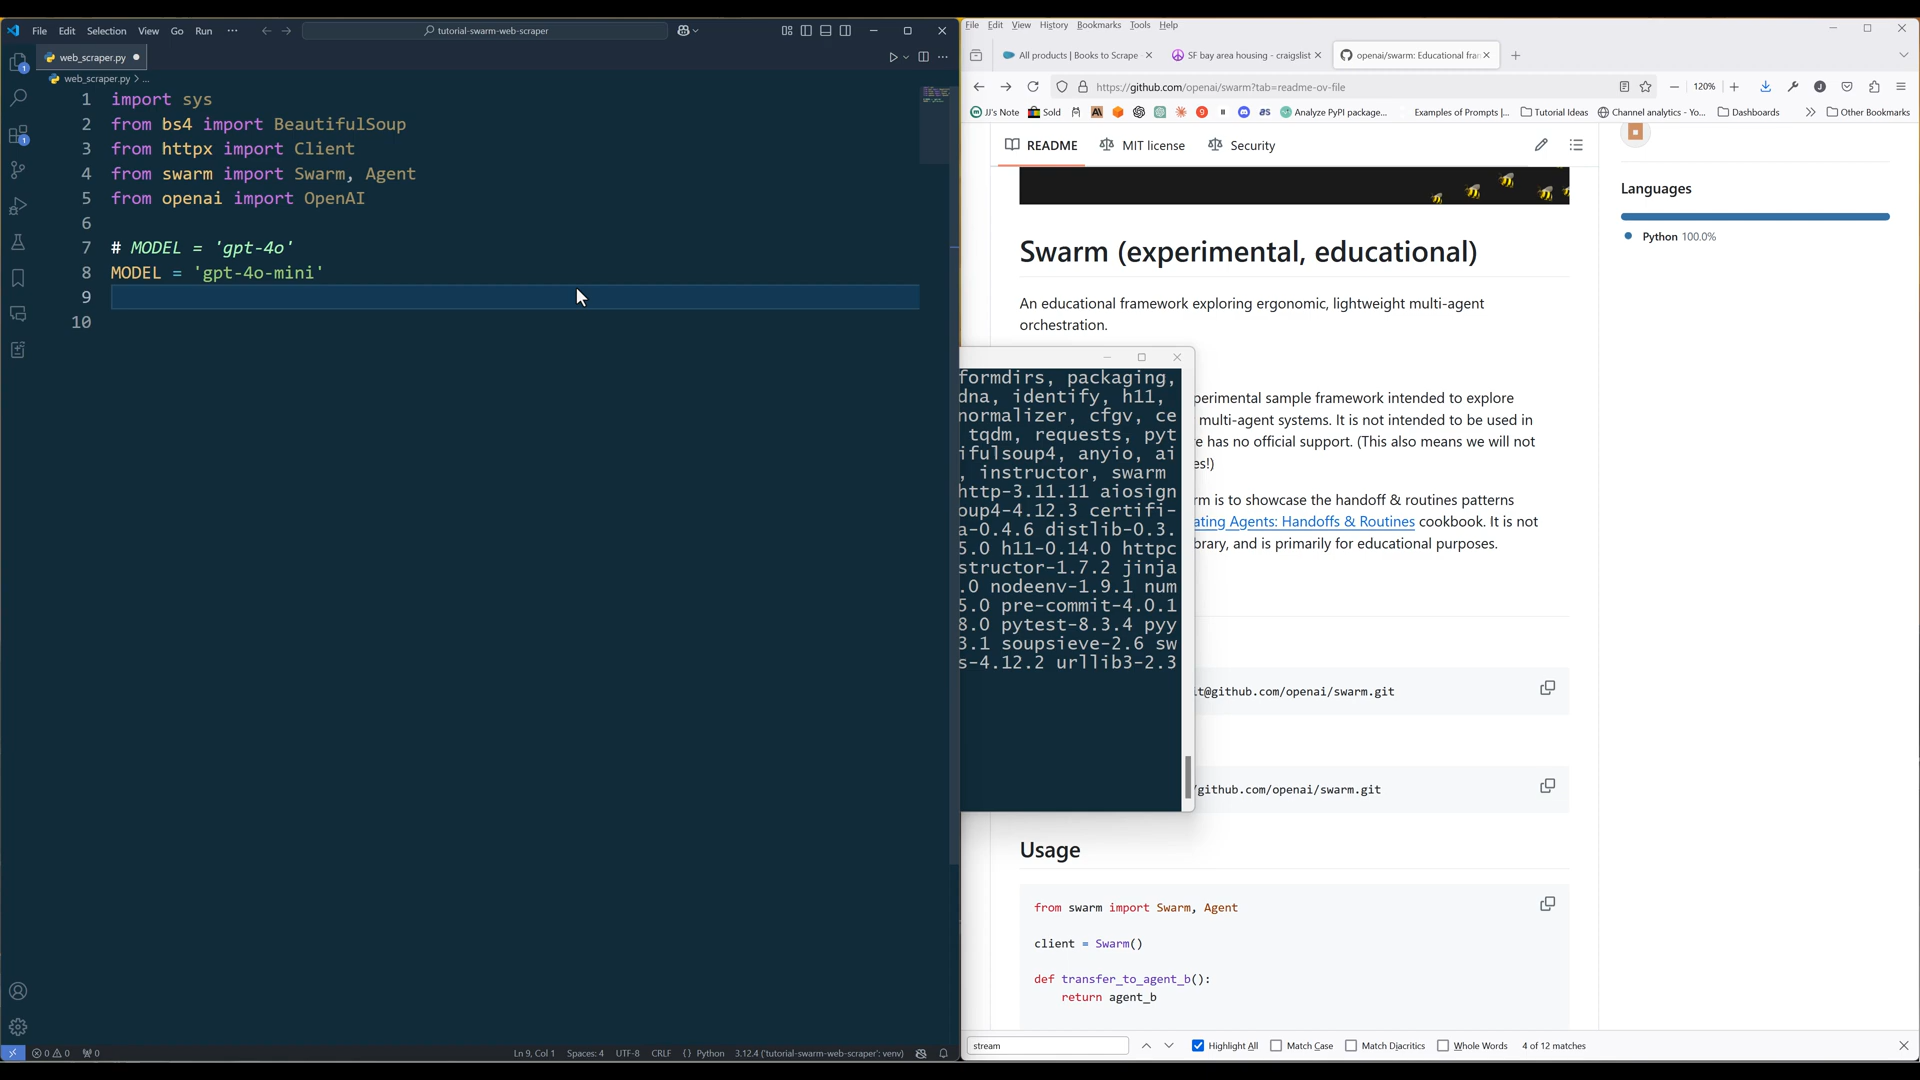 File Edit Selection View Go Run ···
tutorial-swarm-web-scraper
web_scraper.py
web_scraper.py > ...
1 import sys
2 from bs4 import BeautifulSoup
3 from httpx import Client
4 from swarm import Swarm, Agent
5 from openai import OpenAI
6
7 # MODEL = 'gpt-4o'
8 MODEL = 'gpt-4o-mini'
9
10
Ln 9, Col 1 Spaces: 4 UTF-8 CRLF {} Python 3.12.4 ('tutorial-swarm-web-scraper': venv)
0 0 0
File Edit View History Bookmarks Tools Help
All products | Books to Scrape
SF bay area housing - craigslist
openai/swarm: Educational fra
https://github.com/openai/swarm?tab=readme-ov-file
120%
JJ's Note Sold Analyze PyPI package... Examples of Prompts |... Tutorial Ideas Channel analytics - Yo... Dashboards Other Bookmarks
README MIT license Security
Languages
Python 100.0%
Swarm (experimental, educational)
An educational framework exploring ergonomic, lightweight multi-agent
orchestration.
perimental sample framework intended to explore
multi-agent systems. It is not intended to be used in
e has no official support. (This also means we will not
es!)
rm is to showcase the handoff & routines patterns
ating Agents: Handoffs & Routines cookbook. It is not
brary, and is primarily for educational purposes.
formdirs, packaging,
dna, identify, h11,
normalizer, cfgv, ce
tqdm, requests, pyt
ifulsoup4, anyio, ai
, instructor, swarm
http-3.11.11 aiosign
oup4-4.12.3 certifi-
a-0.4.6 distlib-0.3.
5.0 h11-0.14.0 httpc
structor-1.7.2 jinja
.0 nodeenv-1.9.1 num
5.0 pre-commit-4.0.1
8.0 pytest-8.3.4 pyy
3.1 soupsieve-2.6 sw
s-4.12.2 urllib3-2.3
it@github.com/openai/swarm.git
/github.com/openai/swarm.git
Usage
from swarm import Swarm, Agent
client = Swarm()
def transfer_to_agent_b():
return agent_b
stream
Highlight All Match Case Match Diacritics Whole Words 4 of 12 matches